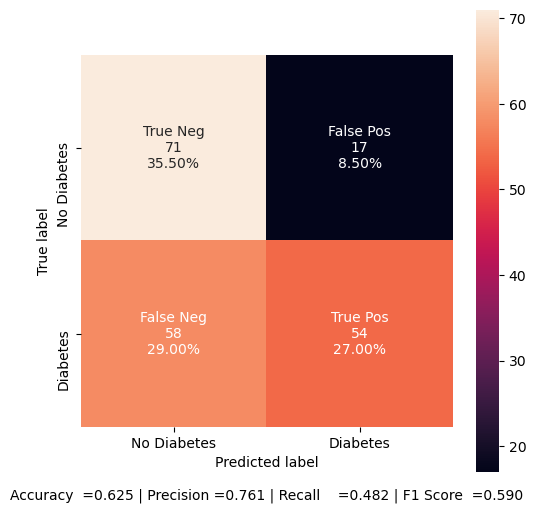 70
True Neg
71
35.50%
False Pos
17
8.50%
60
50
40
30
20
No Diabetes
True label
Diabetes
False Neg
58
29.00%
True Pos
54
27.00%
No Diabetes
Diabetes
Predicted label
Accuracy =0.625 | Precision =0.761 | Recall =0.482 | F1 Score =0.590